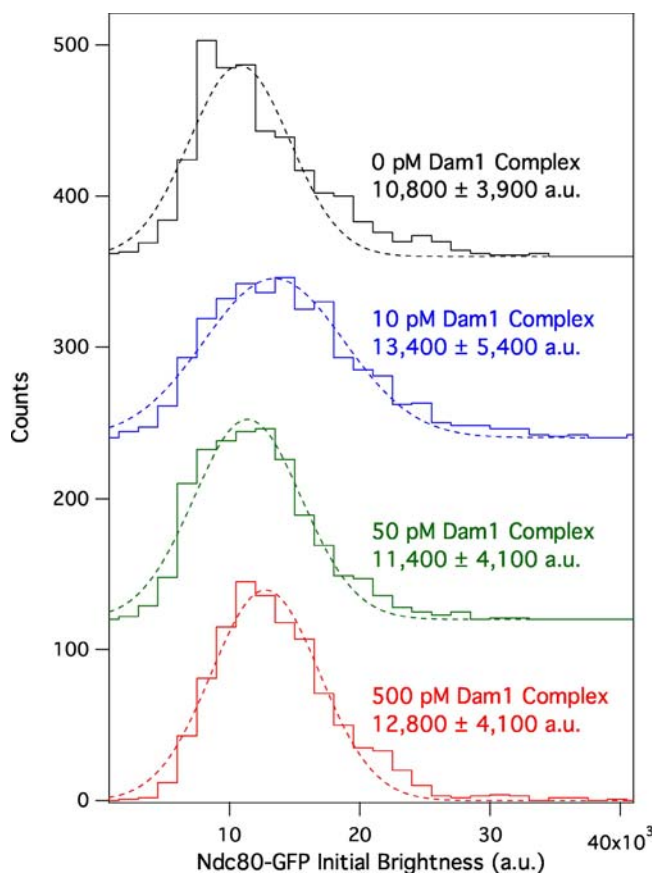 500
400
300
200
100
0
Counts
0 pM Dam1 Complex
10,800 ± 3,900 a.u.
10 pM Dam1 Complex
13,400 ± 5,400 a.u.
50 pM Dam1 Complex
11,400 ± 4,100 a.u.
500 pM Dam1 Complex
12,800 ± 4,100 a.u.
10 20 30 40x10³
Ndc80-GFP Initial Brightness (a.u.)